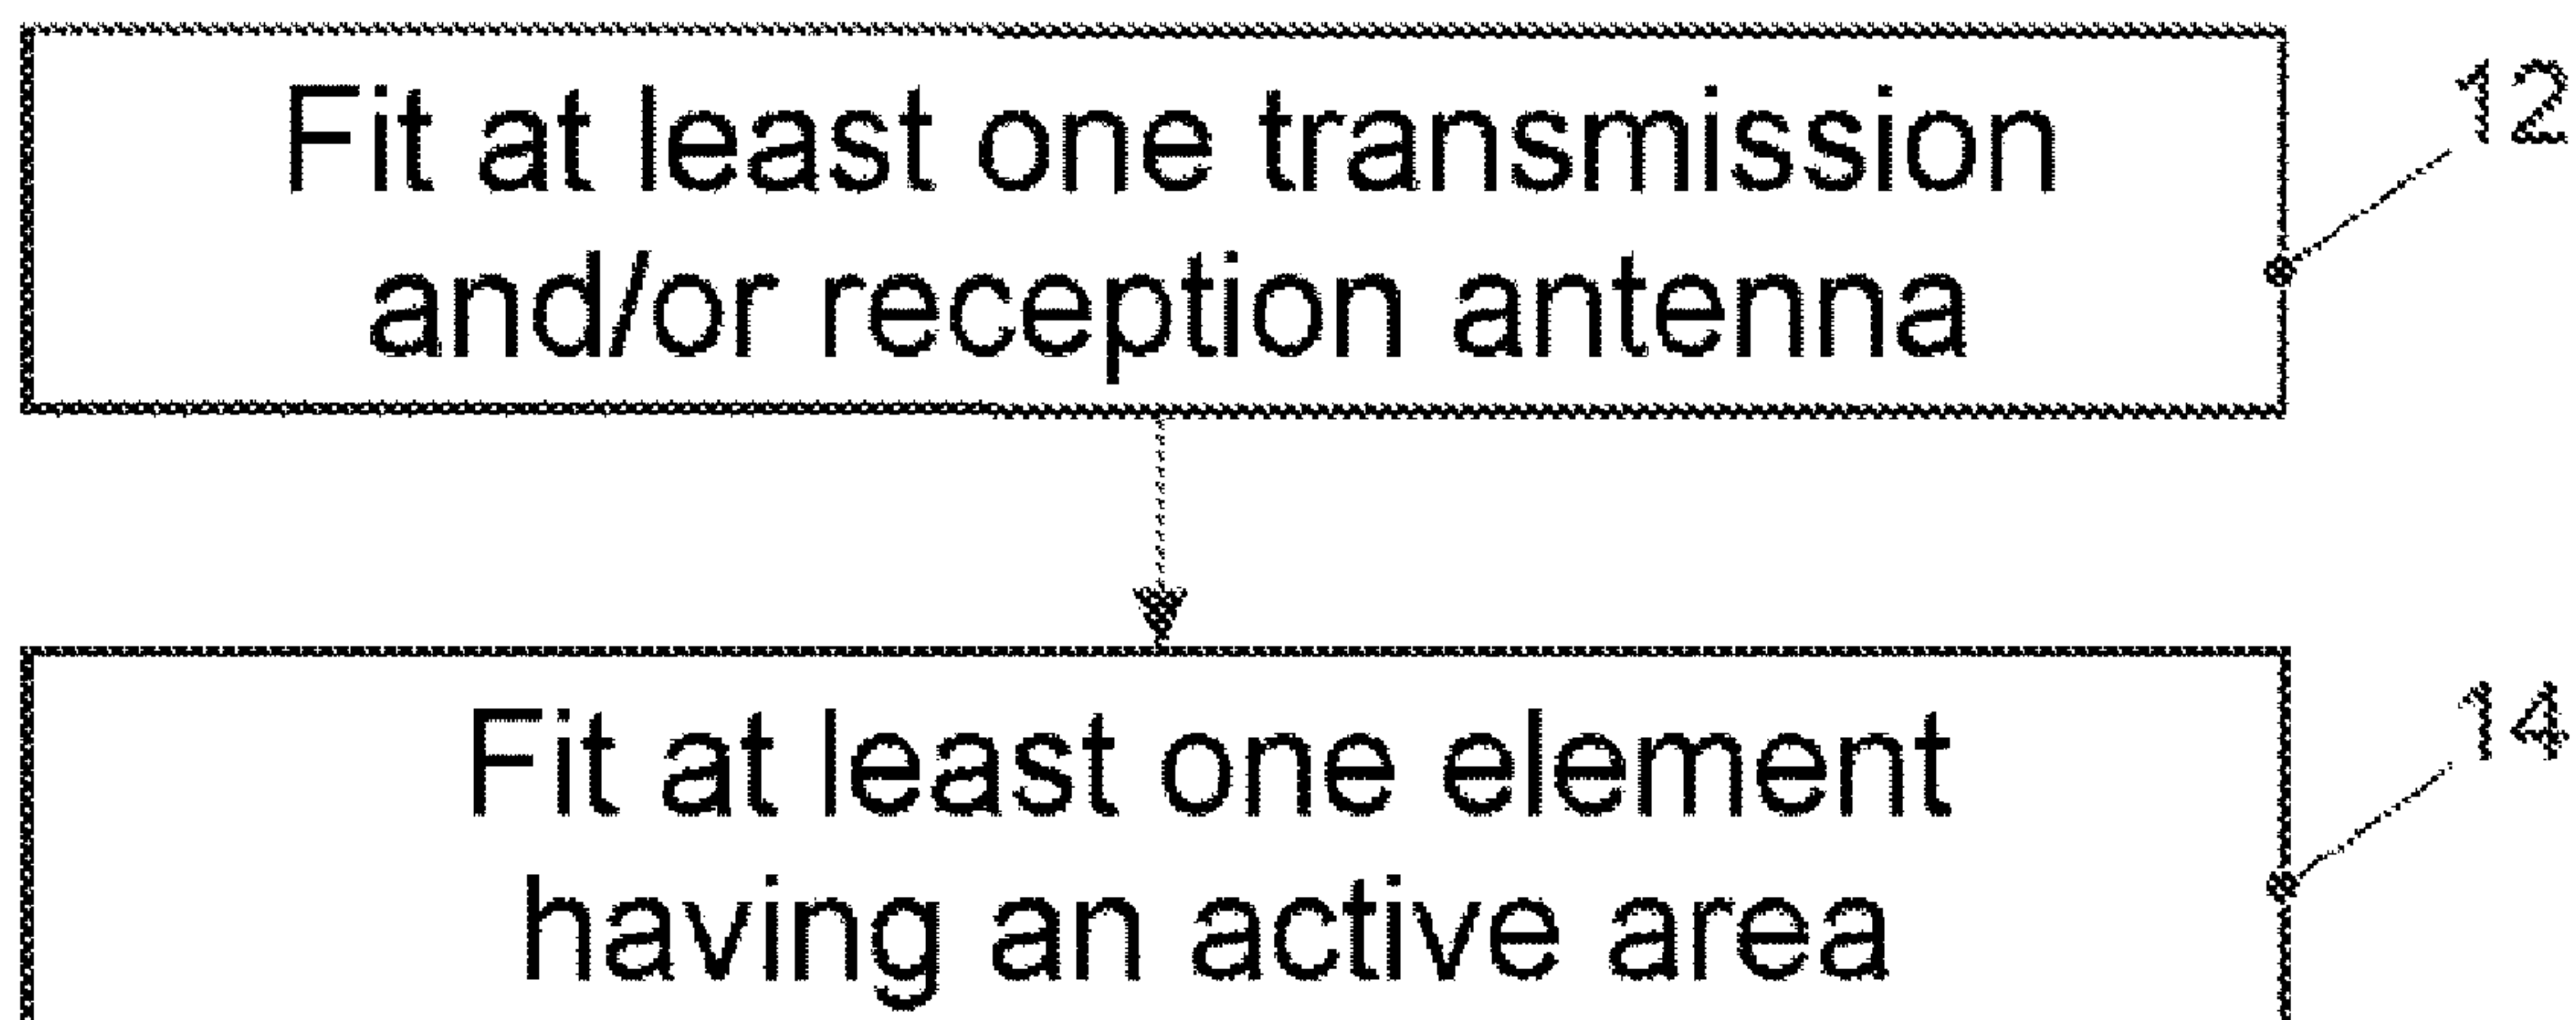 Fit at least one transmission
and/or reception antenna
12
Fit at least one element
having an active area
14